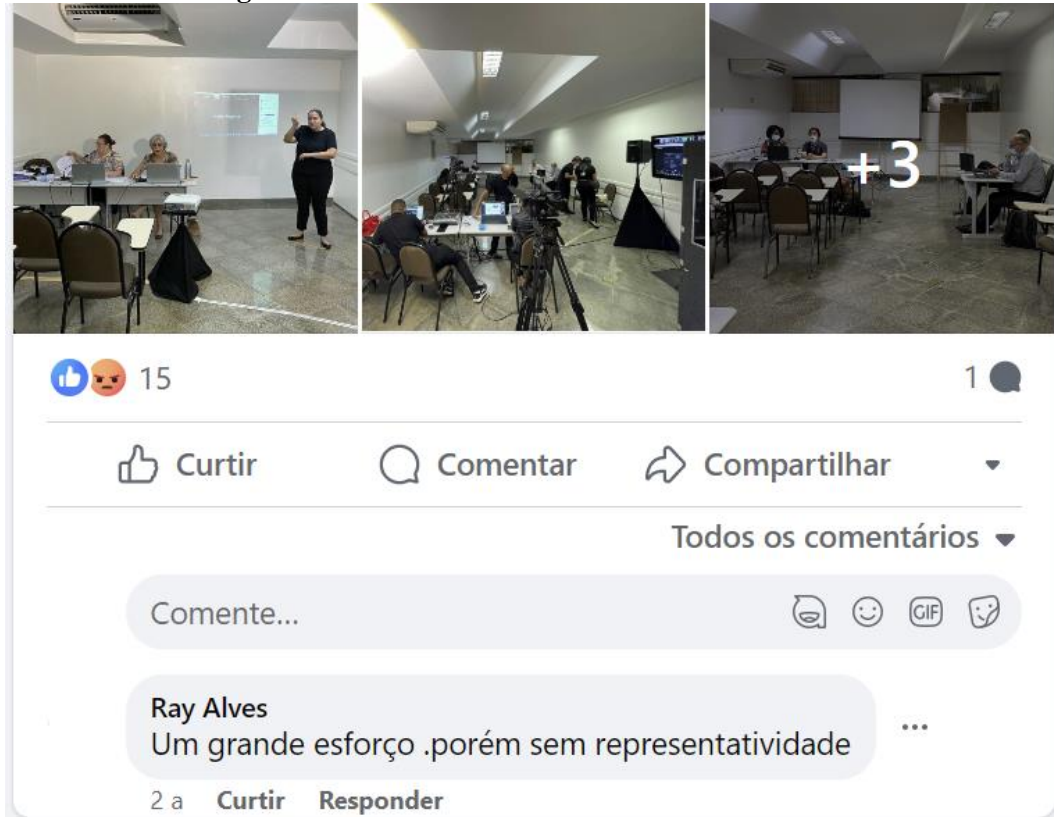 +3
15
1
Curtir
Comentar
Compartilhar
Todos os comentários
Comente...
GIF
Ray Alves
Um grande esforço .porém sem representatividade
2 a Curtir Responder